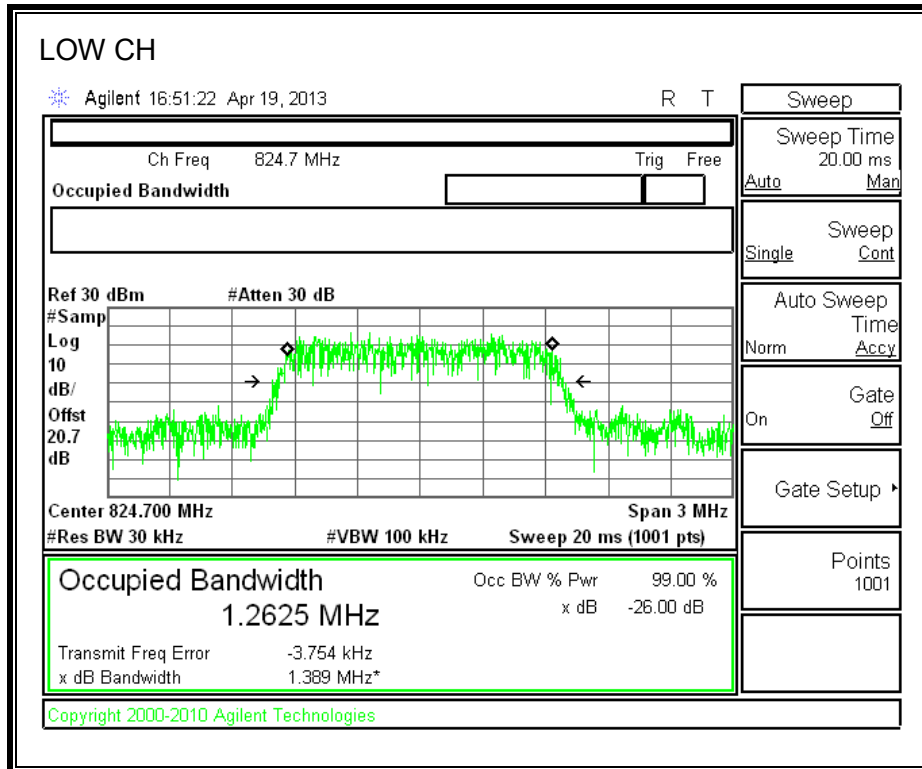 LOW CH
Agilent 16:51:22 Apr 19, 2013 R T
Ch Freq 824.7 MHz Trig Free
Occupied Bandwidth
Ref 30 dBm #Atten 30 dB
#Samp
Log
10
dB/
Offst
20.7
dB
Center 824.700 MHz Span 3 MHz
#Res BW 30 kHz #VBW 100 kHz Sweep 20 ms (1001 pts)
Occupied Bandwidth Occ BW % Pwr 99.00 %
1.2625 MHz x dB -26.00 dB
Transmit Freq Error -3.754 kHz
x dB Bandwidth 1.389 MHz*
Copyright 2000-2010 Agilent Technologies
Sweep
Sweep Time
20.00 ms
Auto Man
Sweep
Single Cont
Auto Sweep
Time
Norm Accy
Gate
On Off
Gate Setup
Points
1001